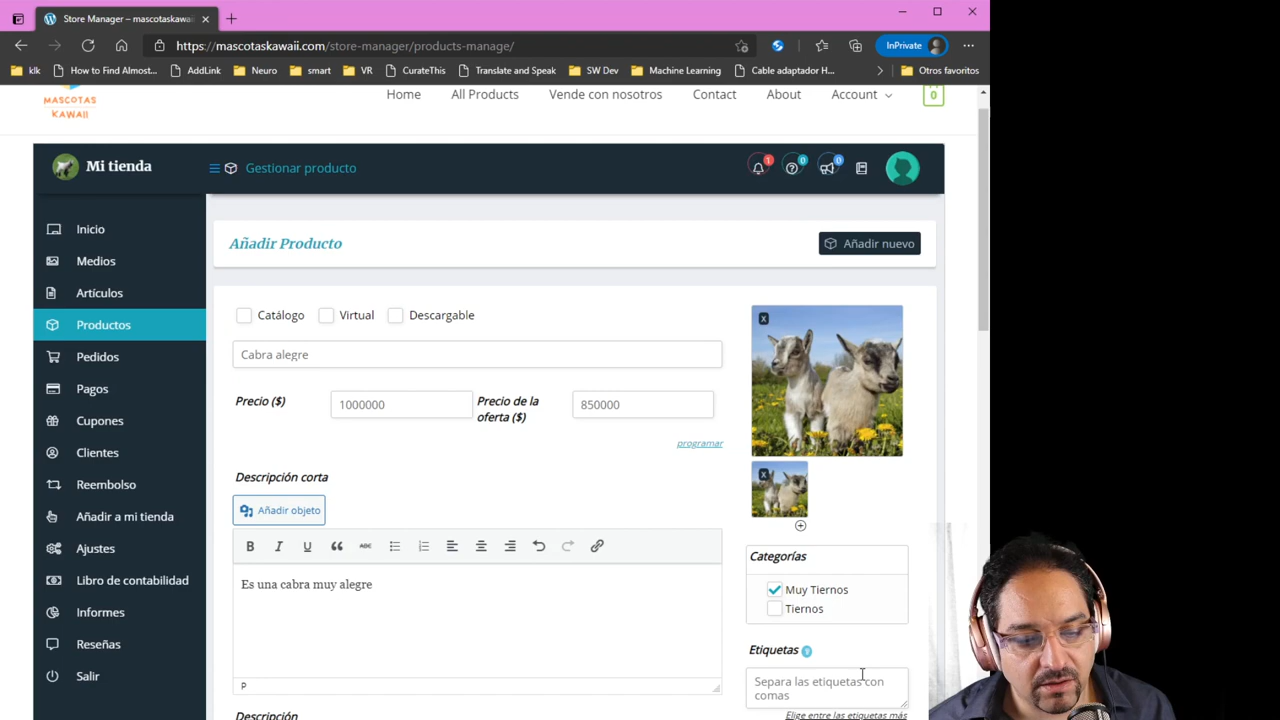 Store Manager – mascotaskawaii
https://mascotaskawaii.com/store-manager/products-manage/
InPrivate
klk
How to Find Almost...
AddLink
Neuro
smart
VR
CurateThis
Translate and Speak
SW Dev
Machine Learning
Cable adaptador H...
Otros favoritos
MASCOTAS
KAWAII
Home
All Products
Vende con nosotros
Contact
About
Account
0
Mi tienda
Gestionar producto
1
0
0
Inicio
Medios
Artículos
Productos
Pedidos
Pagos
Cupones
Clientes
Reembolso
Añadir a mi tienda
Ajustes
Libro de contabilidad
Informes
Reseñas
Salir
Añadir Producto
Añadir nuevo
Catálogo
Virtual
Descargable
Cabra alegre
Precio ($)
1000000
Precio de la
oferta ($)
850000
programar
Descripción corta
Añadir objeto
B I U ABC
Es una cabra muy alegre
P
Descripción
X
X
Categorías
Muy Tiernos
Tiernos
Etiquetas ?
Separa las etiquetas con
comas
Elige entre las etiquetas más